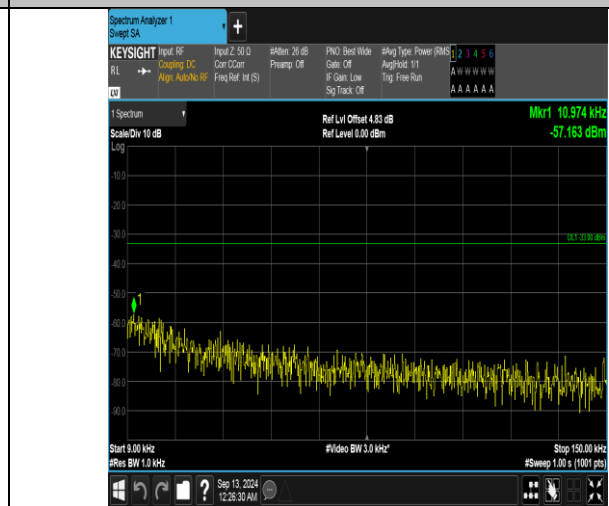 Spectrum Analyzer 1
Swept SA
+
KEYSIGHT
RL
LXI
Input: RF
Coupling: DC
Align: Auto/No RF
Input Z: 50 Ω
Corr CCorr
Freq Ref: Int (S)
#Atten: 26 dB
Preamp: Off
PNO: Best Wide
Gate: Off
IF Gain: Low
Sig Track: Off
#Avg Type: Power (RMS
Avg|Hold: 1/1
Trig: Free Run
1 2 3 4 5 6
A W W W W W
A A A A A A
1 Spectrum
Scale/Div 10 dB
Ref Lvl Offset 4.83 dB
Ref Level 0.00 dBm
Mkr1 10.974 kHz
-57.163 dBm
Log
-10.0
-20.0
-30.0
DL1 -33.00 dBm
-40.0
-50.0
1
-60.0
-70.0
-80.0
-90.0
Start 9.00 kHz
#Res BW 1.0 kHz
#Video BW 3.0 kHz*
Stop 150.00 kHz
#Sweep 1.00 s (1001 pts)
?
Sep 13, 2024
12:26:30 AM